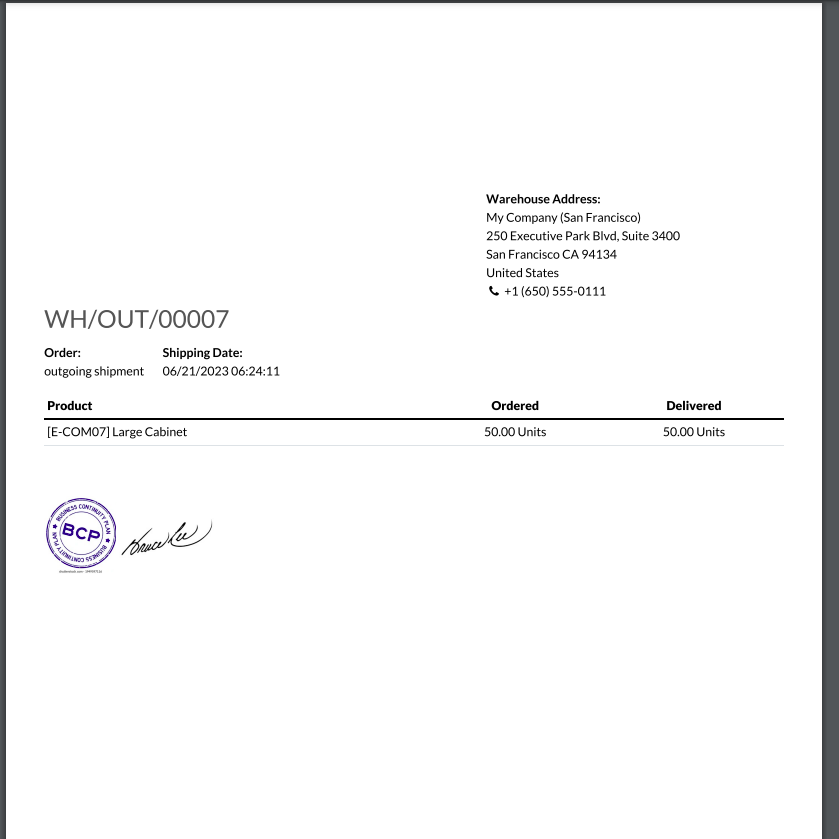 Warehouse Address:
My Company (San Francisco)
250 Executive Park Blvd, Suite 3400
San Francisco CA 94134
United States
+1 (650) 555-0111
WH/OUT/00007
Order: Shipping Date:
outgoing shipment 06/21/2023 06:24:11
Product Ordered Delivered
[E-COM07] Large Cabinet 50.00 Units 50.00 Units
BUSINESS CONTINUITY PLAN
BCP
BUSINESS CONTINUITY PLAN
Bruce Lee